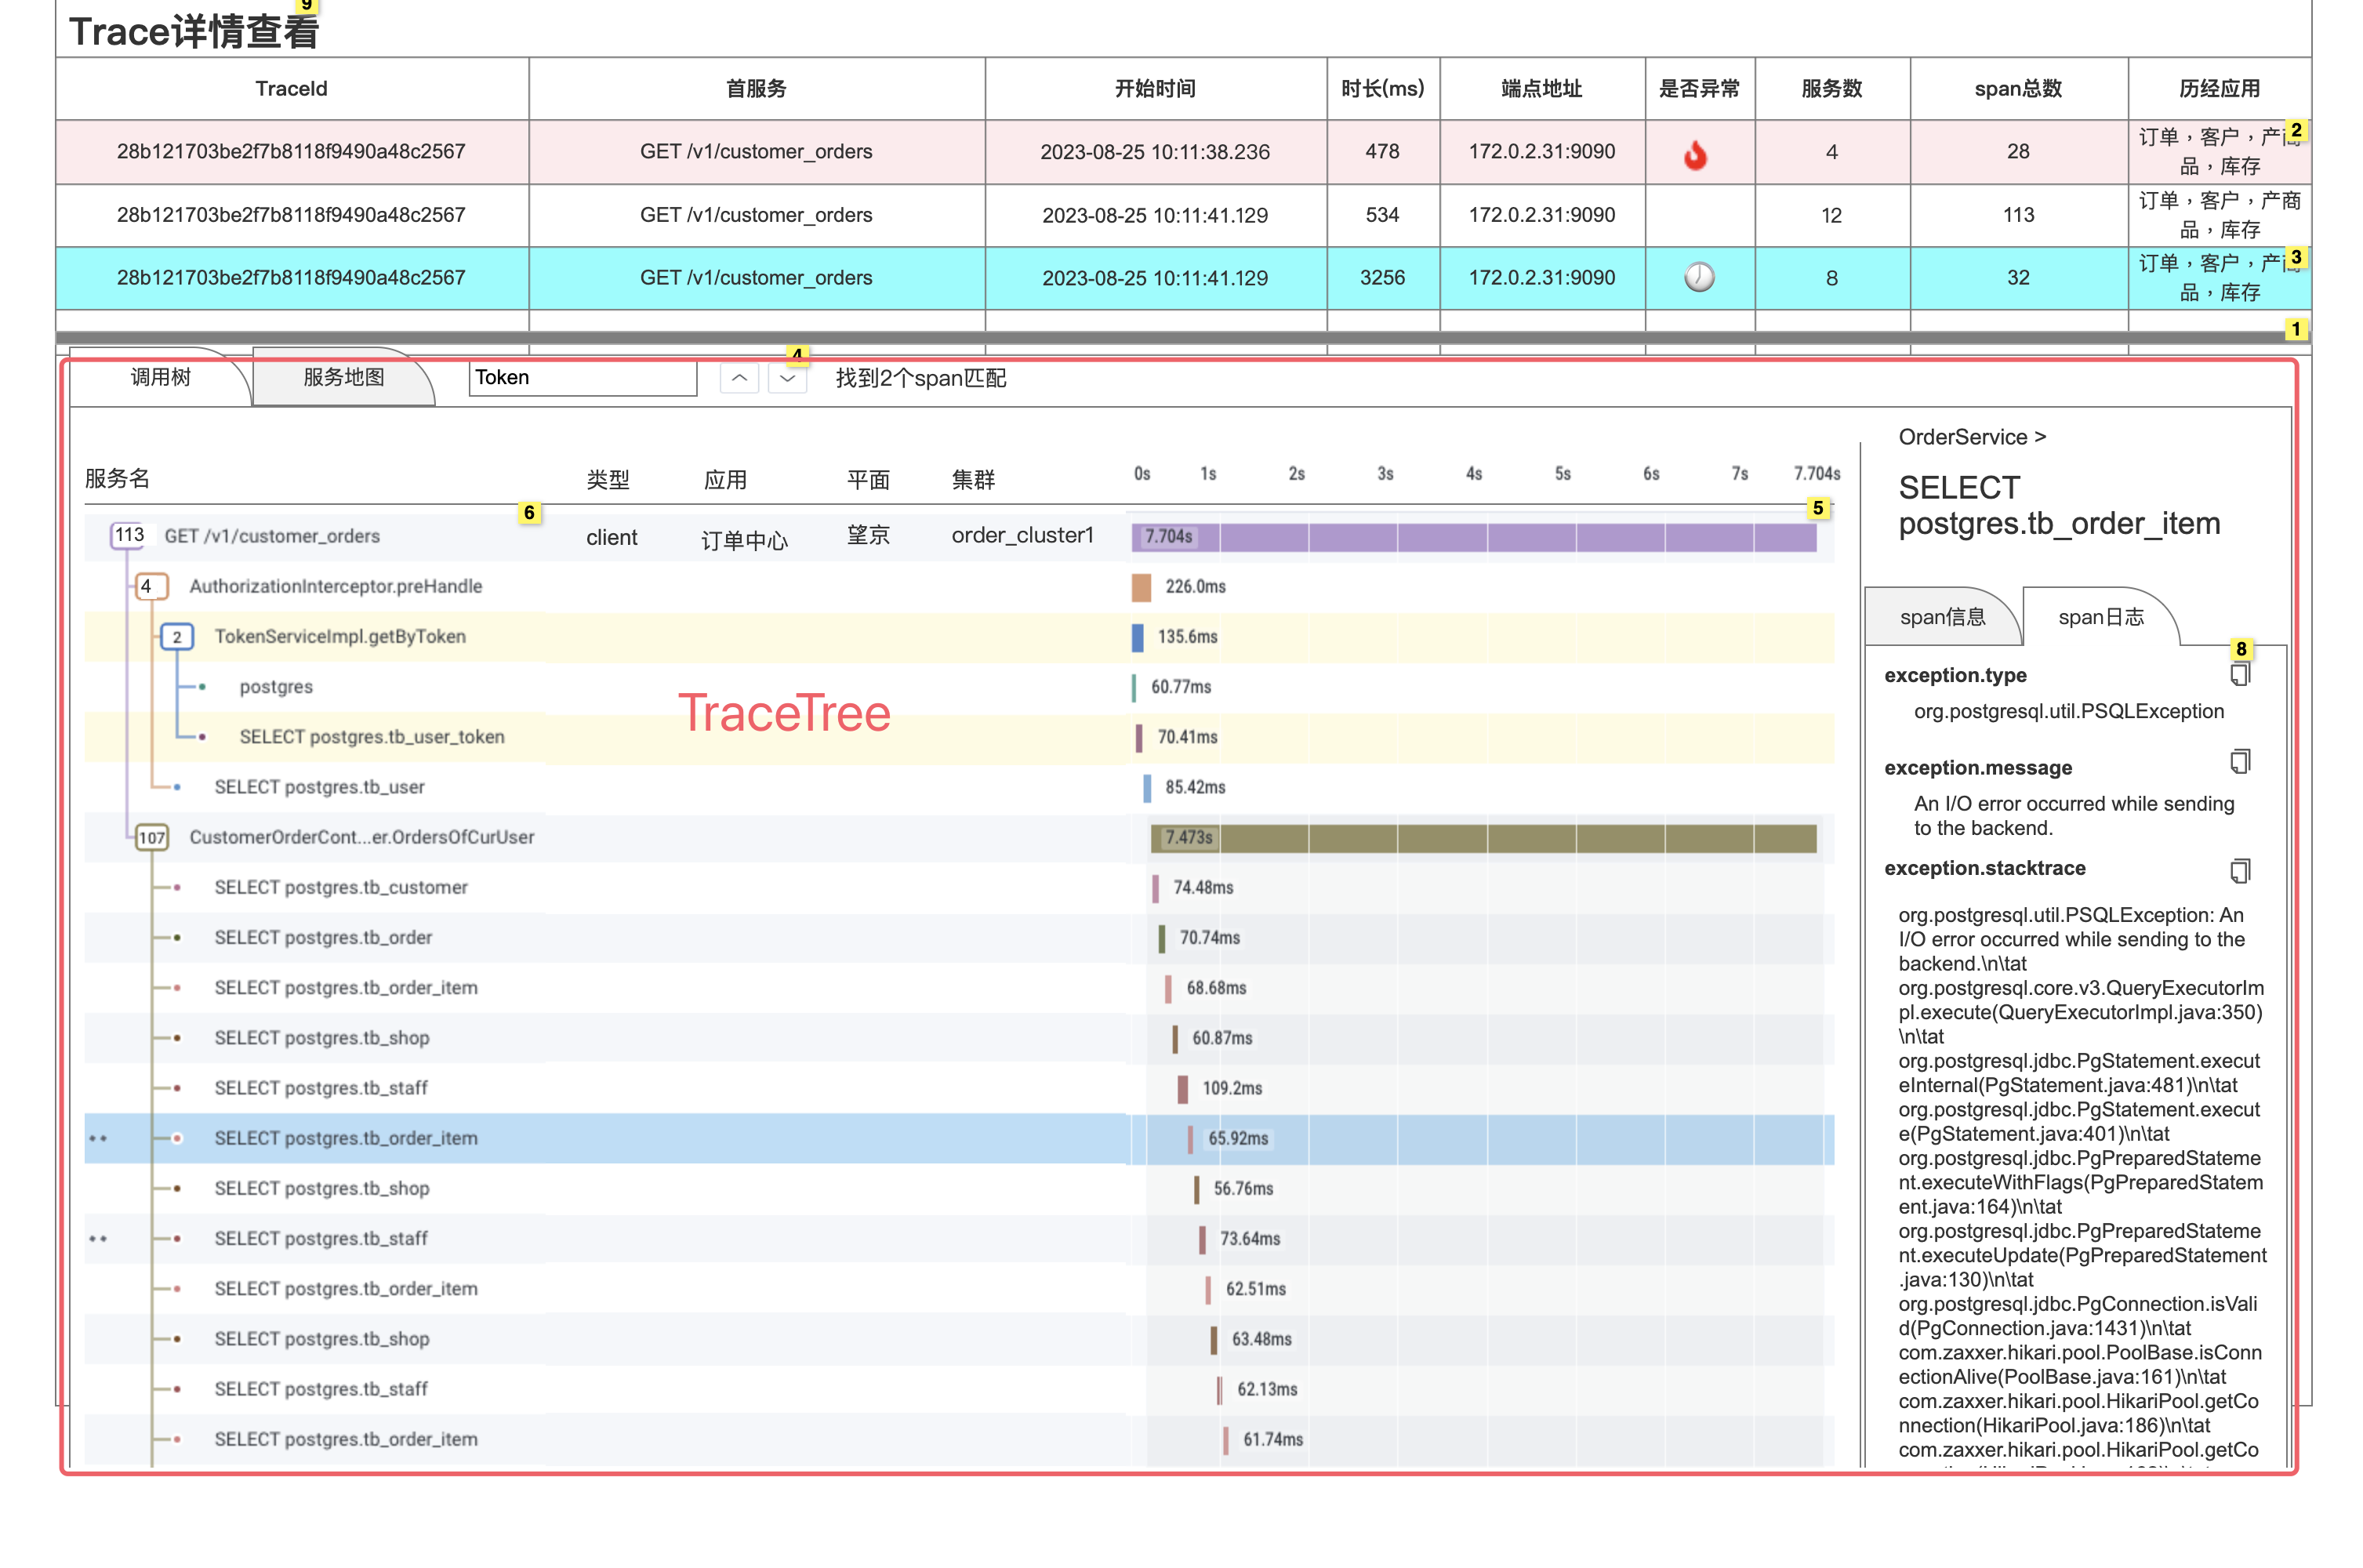 9
Trace详情查看
TraceId 首服务 开始时间 时长(ms) 端点地址 是否异常 服务数 span总数 历经应用
28b121703be2f7b8118f9490a48c2567 GET /v1/customer_orders 2023-08-25 10:11:38.236 478 172.0.2.31:9090 4 28 订单，客户，产商品，库存
2
28b121703be2f7b8118f9490a48c2567 GET /v1/customer_orders 2023-08-25 10:11:41.129 534 172.0.2.31:9090 12 113 订单，客户，产商品，库存
28b121703be2f7b8118f9490a48c2567 GET /v1/customer_orders 2023-08-25 10:11:41.129 3256 172.0.2.31:9090 8 32 订单，客户，产商品，库存
3
1
调用树 服务地图 Token 4 找到2个span匹配
服务名 类型 应用 平面 集群 0s 1s 2s 3s 4s 5s 6s 7s 7.704s
6
5
113 GET /v1/customer_orders client 订单中心 望京 order_cluster1 7.704s
4 AuthorizationInterceptor.preHandle 226.0ms
2 TokenServiceImpl.getByToken 135.6ms
postgres 60.77ms
TraceTree
SELECT postgres.tb_user_token 70.41ms
SELECT postgres.tb_user 85.42ms
107 CustomerOrderCont...er.OrdersOfCurUser 7.473s
SELECT postgres.tb_customer 74.48ms
SELECT postgres.tb_order 70.74ms
SELECT postgres.tb_order_item 68.68ms
SELECT postgres.tb_shop 60.87ms
SELECT postgres.tb_staff 109.2ms
SELECT postgres.tb_order_item 65.92ms
SELECT postgres.tb_shop 56.76ms
SELECT postgres.tb_staff 73.64ms
SELECT postgres.tb_order_item 62.51ms
SELECT postgres.tb_shop 63.48ms
SELECT postgres.tb_staff 62.13ms
SELECT postgres.tb_order_item 61.74ms
OrderService >
SELECT
postgres.tb_order_item
span信息 span日志
8
exception.type
org.postgresql.util.PSQLException
exception.message
An I/O error occurred while sending
to the backend.
exception.stacktrace
org.postgresql.util.PSQLException: An
I/O error occurred while sending to the
backend.\n\tat
org.postgresql.core.v3.QueryExecutorIm
pl.execute(QueryExecutorImpl.java:350)
\n\tat
org.postgresql.jdbc.PgStatement.execut
eInternal(PgStatement.java:481)\n\tat
org.postgresql.jdbc.PgStatement.execut
e(PgStatement.java:401)\n\tat
org.postgresql.jdbc.PgPreparedStateme
nt.executeWithFlags(PgPreparedStatem
ent.java:164)\n\tat
org.postgresql.jdbc.PgPreparedStateme
nt.executeUpdate(PgPreparedStatement
.java:130)\n\tat
org.postgresql.jdbc.PgConnection.isVali
d(PgConnection.java:1431)\n\tat
com.zaxxer.hikari.pool.PoolBase.isConn
ectionAlive(PoolBase.java:161)\n\tat
com.zaxxer.hikari.pool.HikariPool.getCo
nnection(HikariPool.java:186)\n\tat
com.zaxxer.hikari.pool.HikariPool.getCo